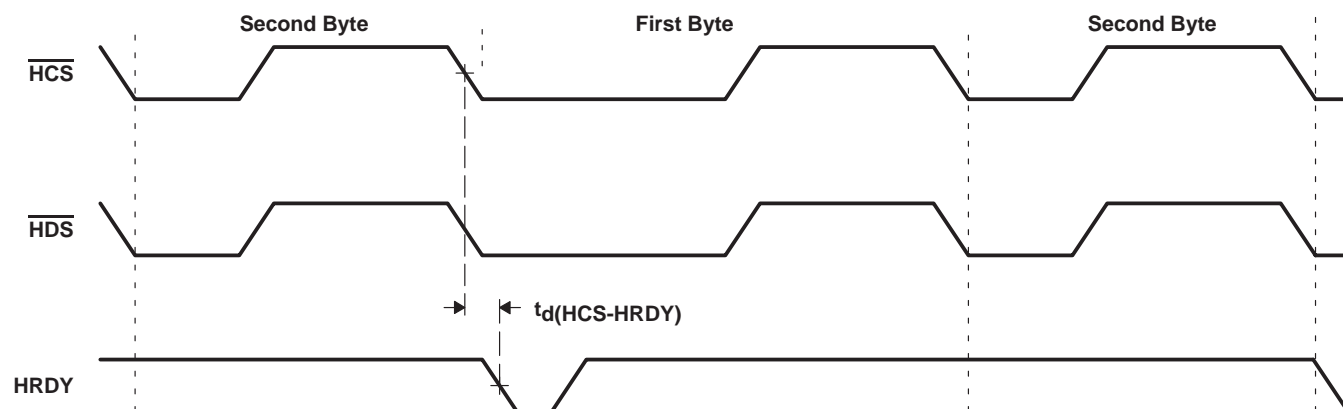 Second Byte First Byte Second Byte
HCS
HDS
td(HCS-HRDY)
HRDY